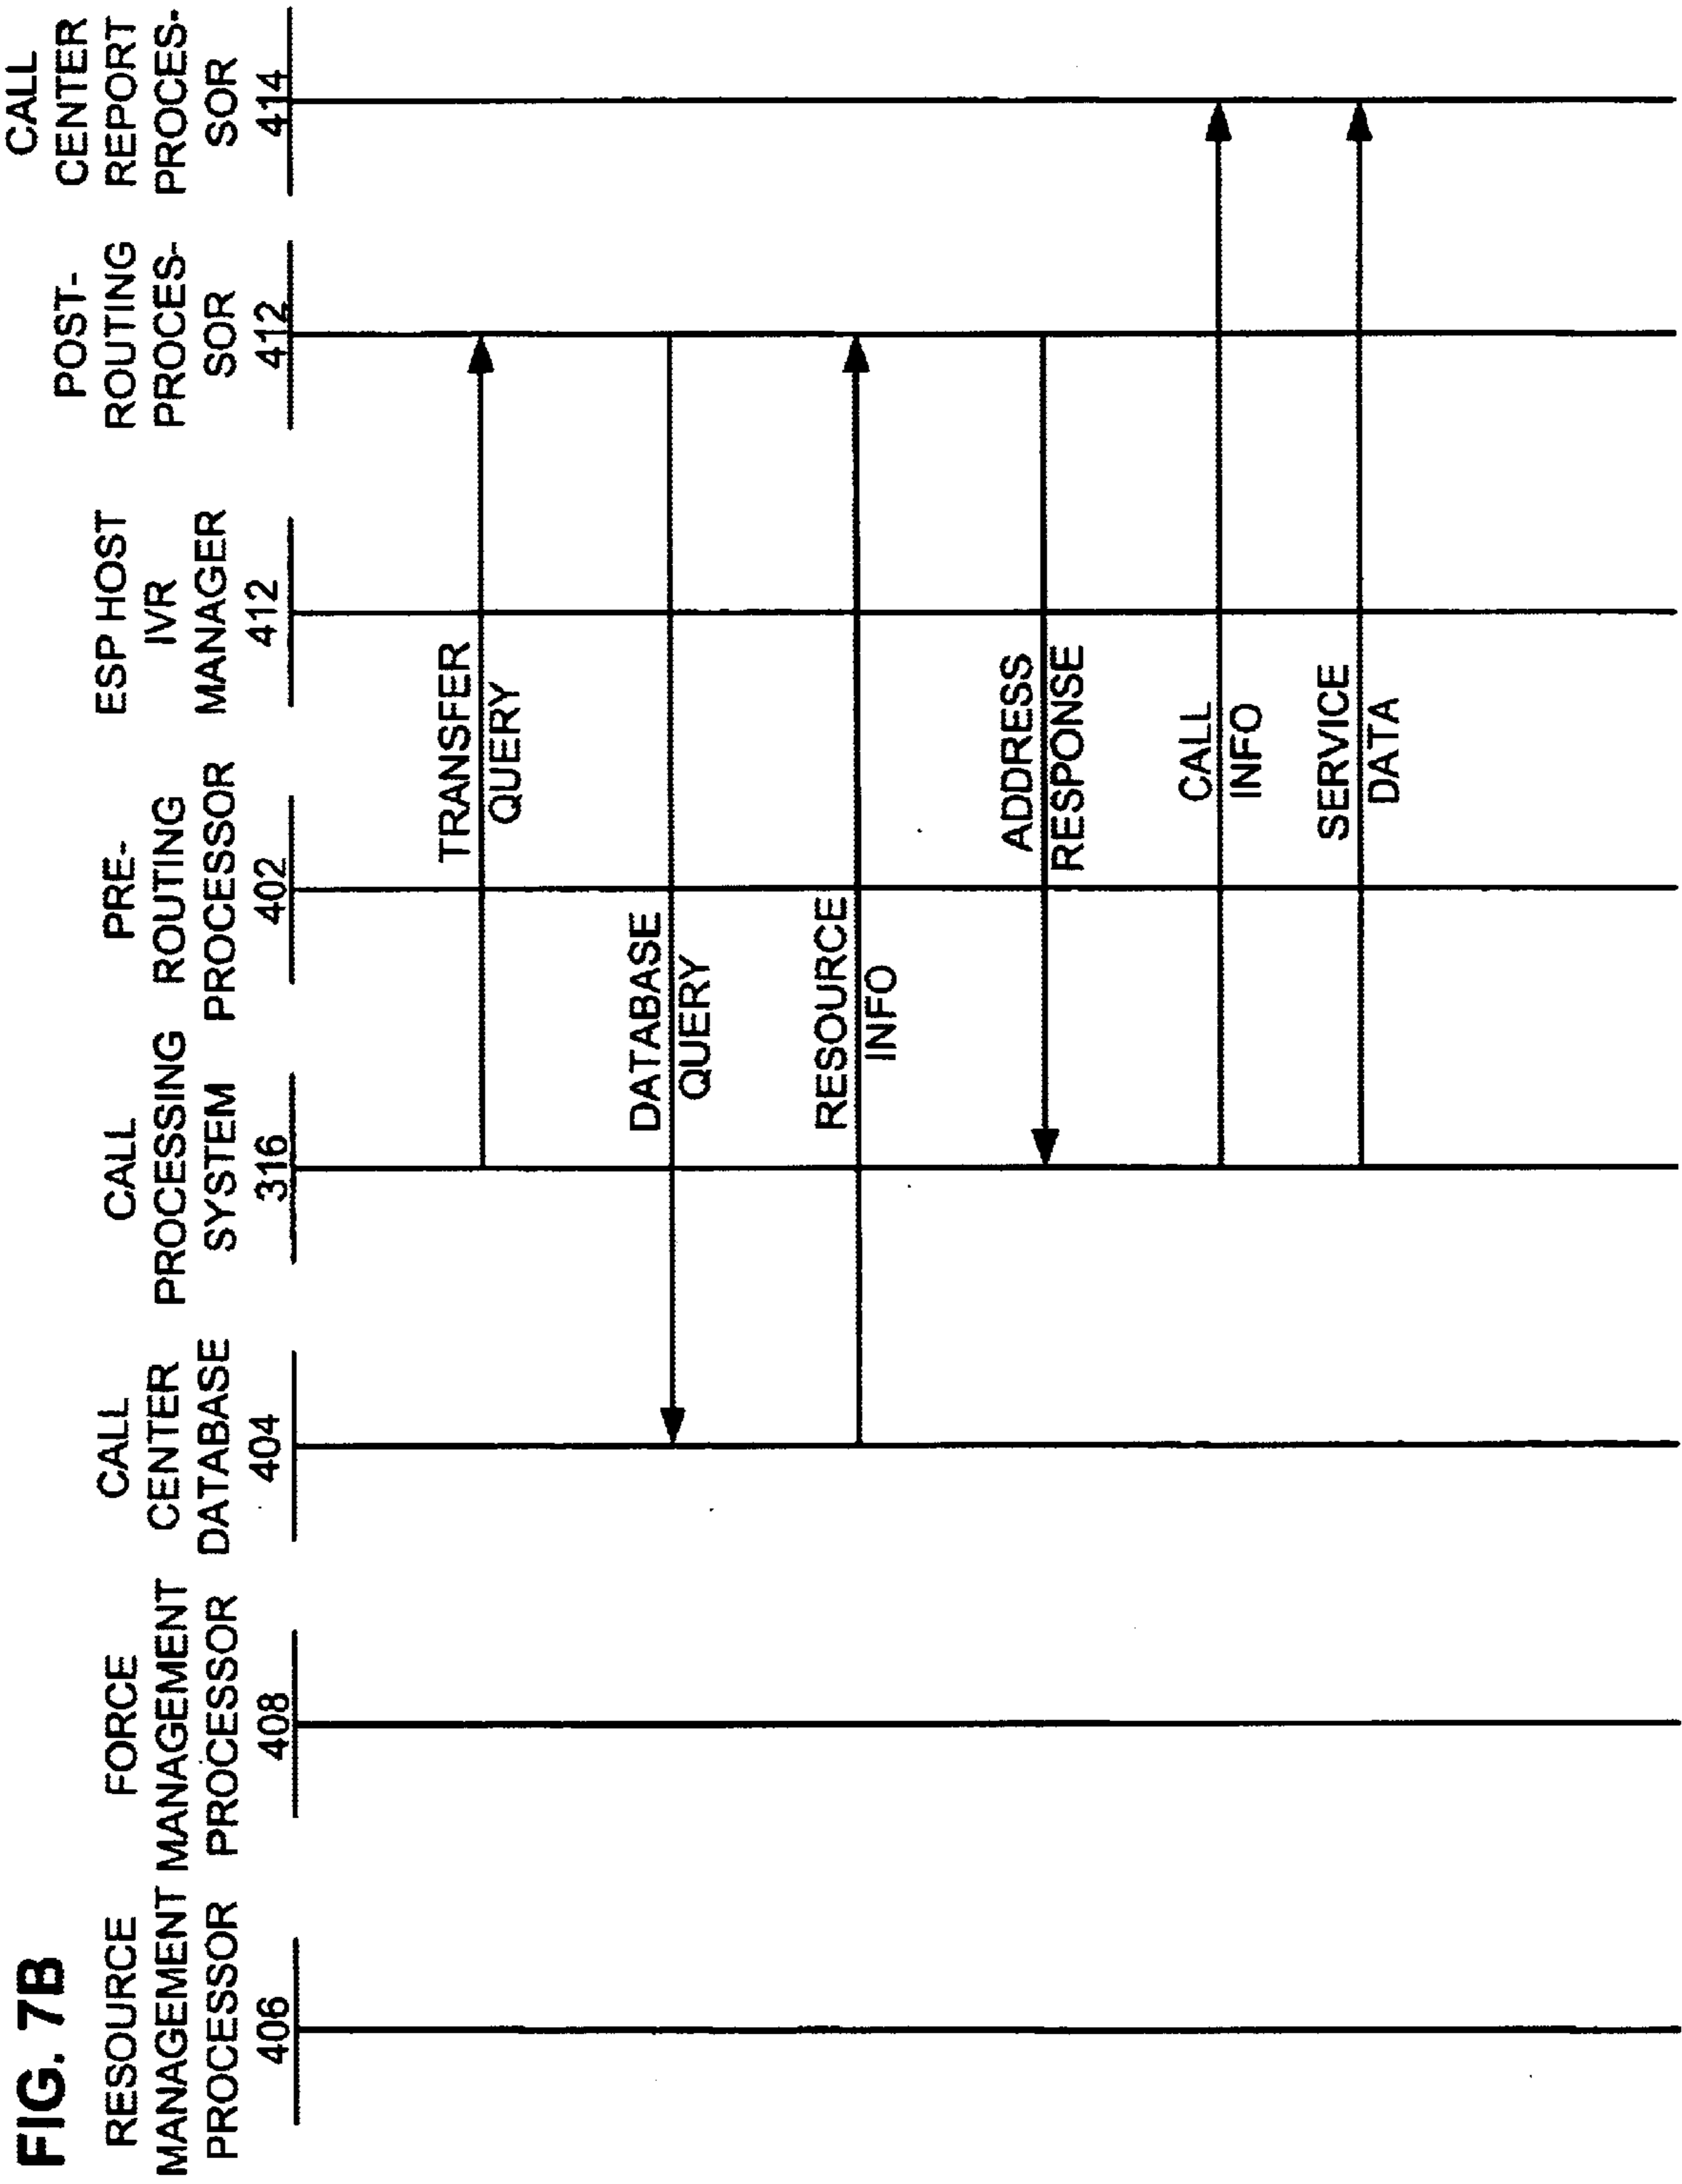 FIG. 7B
RESOURCE
MANAGEMENT
PROCESSOR
406
FORCE
MANAGEMENT
PROCESSOR
408
CALL
CENTER
DATABASE
404
CALL
PROCESSING
SYSTEM
316
PRE-
ROUTING
PROCESSOR
402
ESP HOST
IVR
MANAGER
412
POST-
ROUTING
PROCES-
SOR
412
CALL
CENTER
REPORT
PROCES-
SOR
414
TRANSFER
QUERY
DATABASE
QUERY
RESOURCE
INFO
ADDRESS
RESPONSE
CALL
INFO
SERVICE
DATA